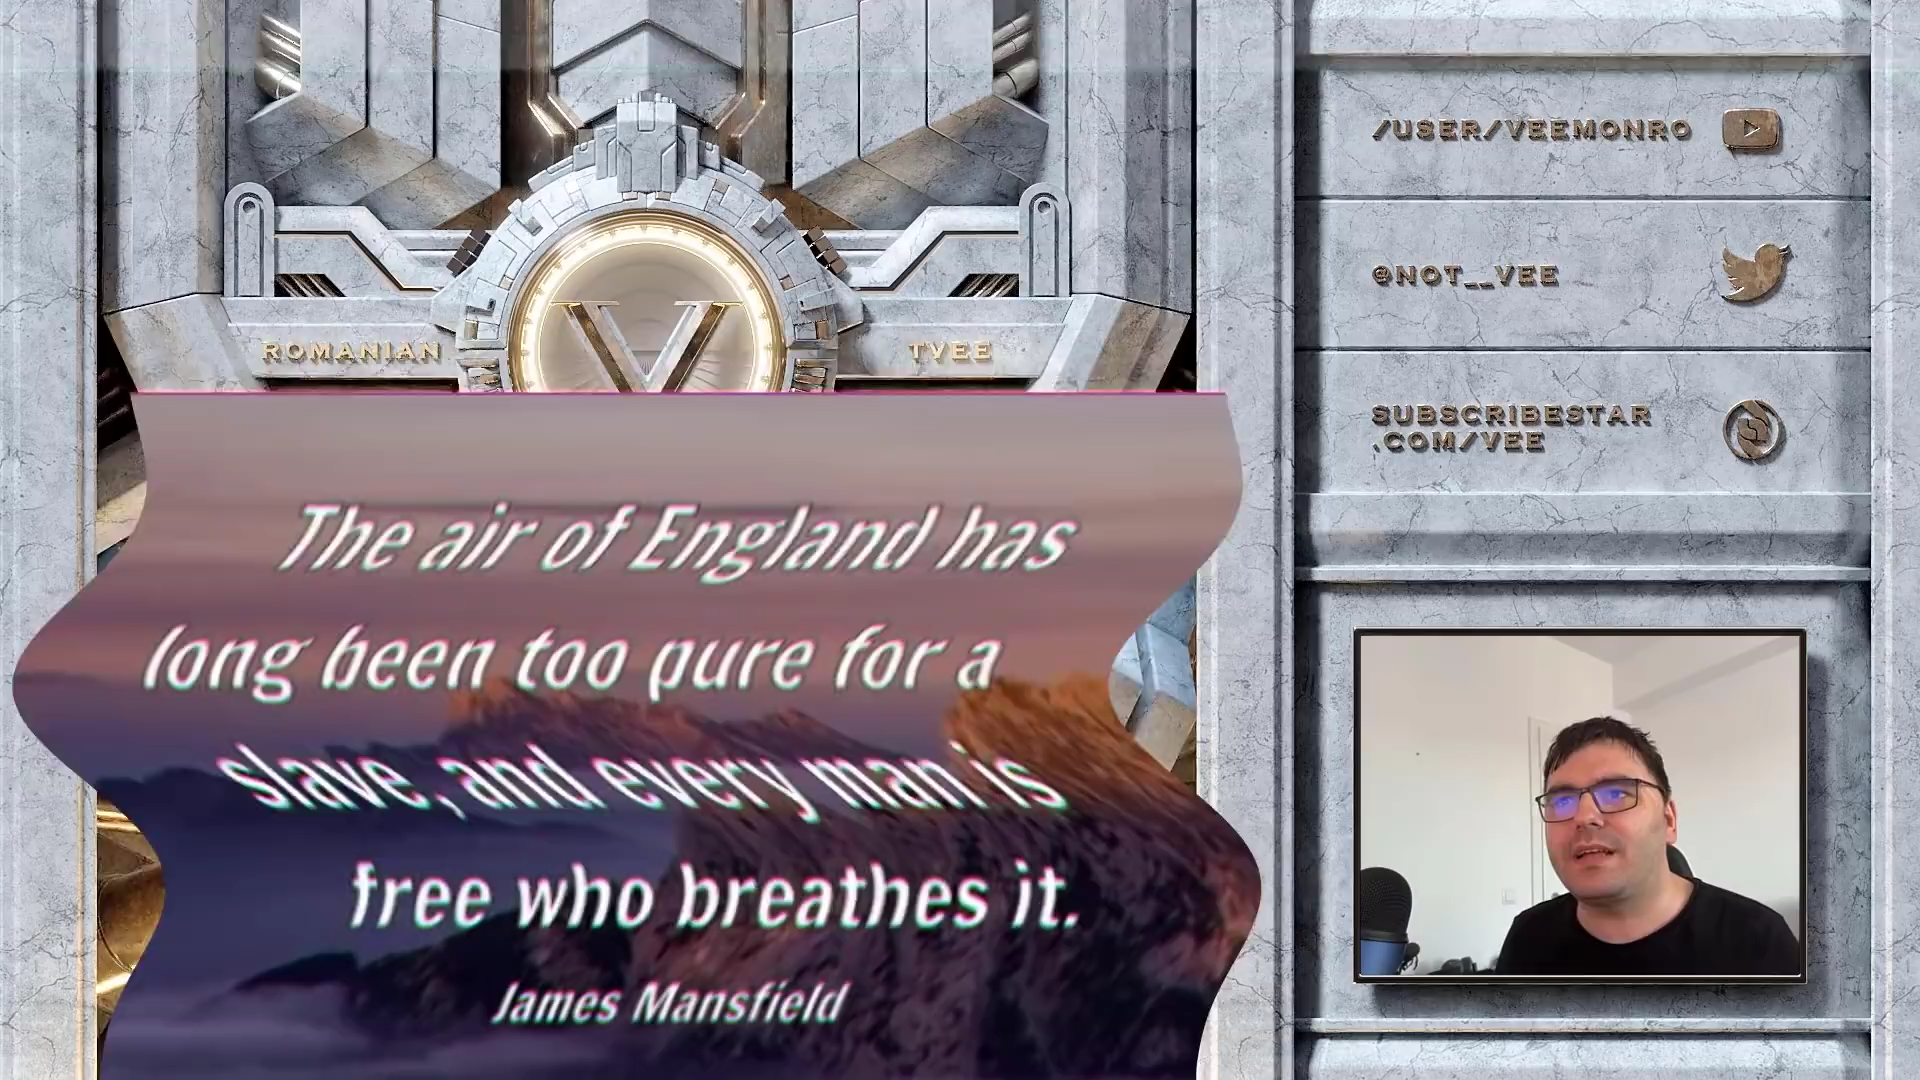 ROMANIAN
TVEE
V
The air of England has
long been too pure for a
slave, and every man is
free who breathes it.
James Mansfield
/USER/VEEMONRO
@NOT__VEE
SUBSCRIBESTAR
.COM/VEE